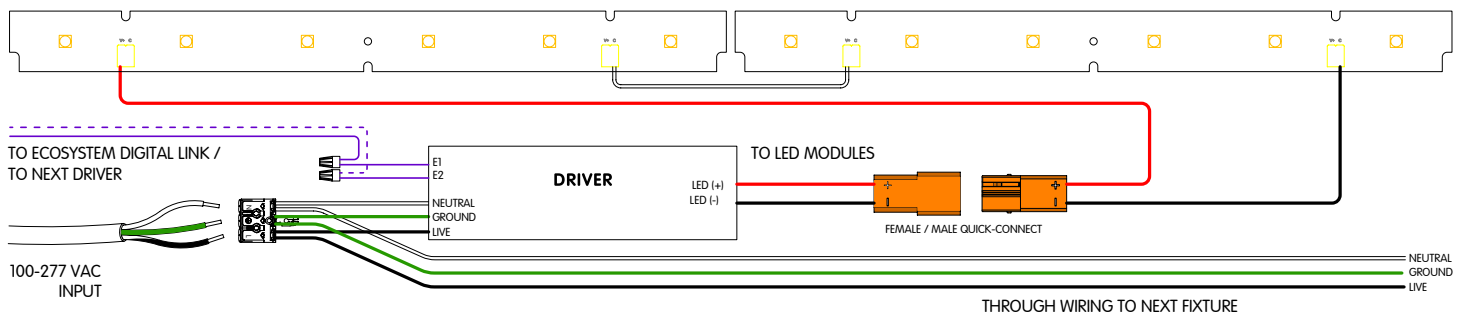 V+ C
V+ C
V+ C
V+ C
TO ECOSYSTEM DIGITAL LINK /
TO NEXT DRIVER
E1
E2
DRIVER
TO LED MODULES
LED (+)
LED (-)
+
-
+
-
FEMALE / MALE QUICK-CONNECT
NEUTRAL
GROUND
LIVE
N
L
100-277 VAC
INPUT
NEUTRAL
GROUND
LIVE
THROUGH WIRING TO NEXT FIXTURE